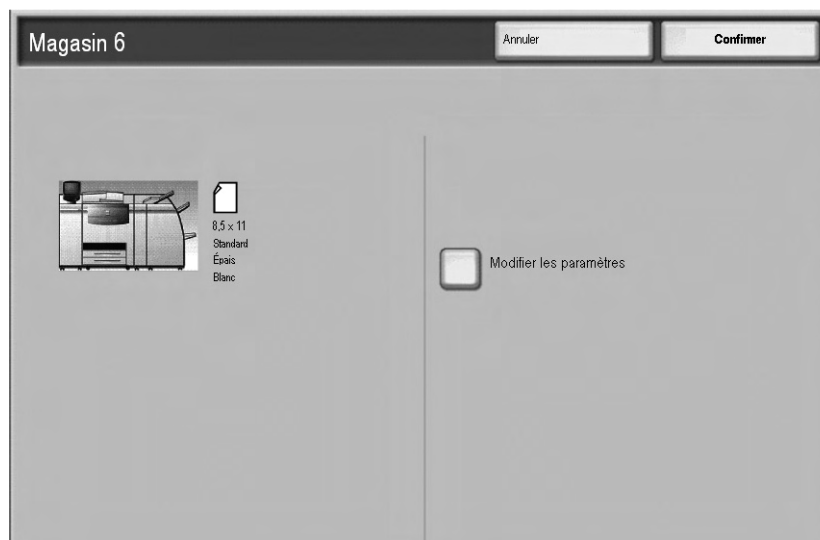 Magasin 6
Annuler
Confirmer
8,5 x 11
Standard
Épais
Blanc
Modifier les paramètres